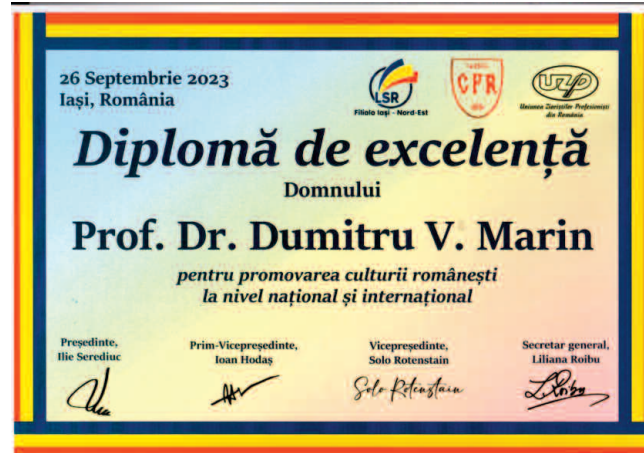 26 Septembrie 2023
Iași, România
LSR
Filiala Iași - Nord-Est
CPR
UZP
Uniunea Ziariștilor Profesioniști
din România
Diplomă de excelență
Domnului
Prof. Dr. Dumitru V. Marin
pentru promovarea culturii românești
la nivel național și internațional
Președinte,
Ilie Serediuc
Prim-Vicepreședinte,
Ioan Hodaș
Vicepreședinte,
Solo Rotenstain
Secretar general,
Liliana Roibu
Solo Rotenstain
L.Roibu